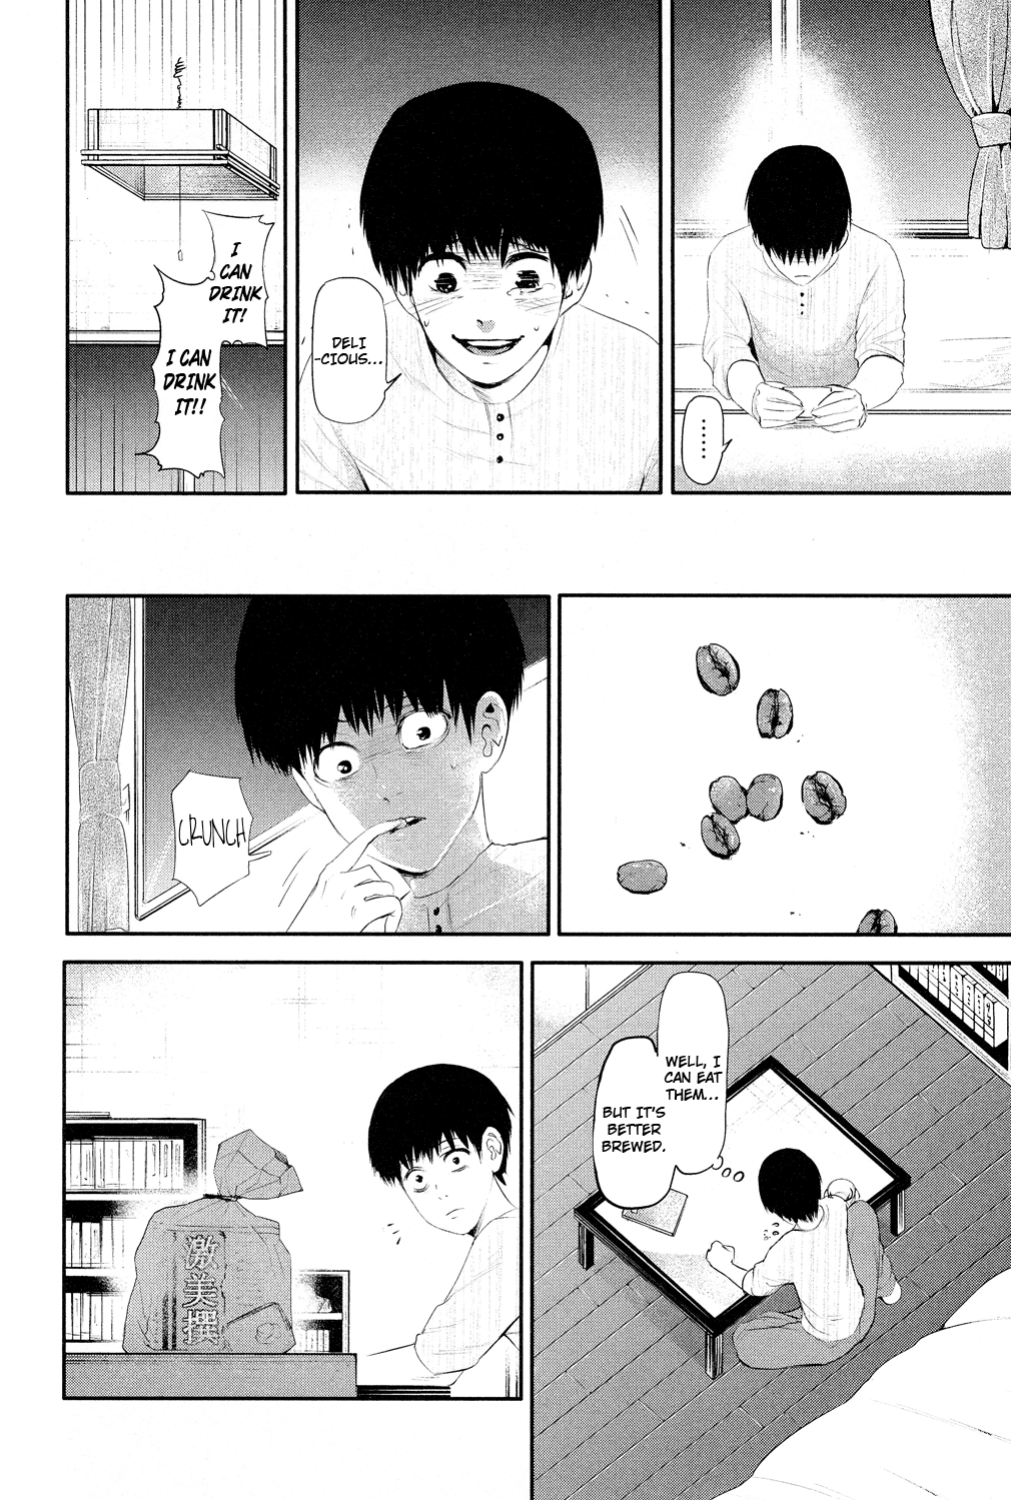 ......
DELI
-CIOUS...
I
CAN
DRINK
IT!
I CAN
DRINK
IT!!
CRUNCH
WELL, I
CAN EAT
THEM...
BUT IT'S
BETTER
BREWED.
激美撰